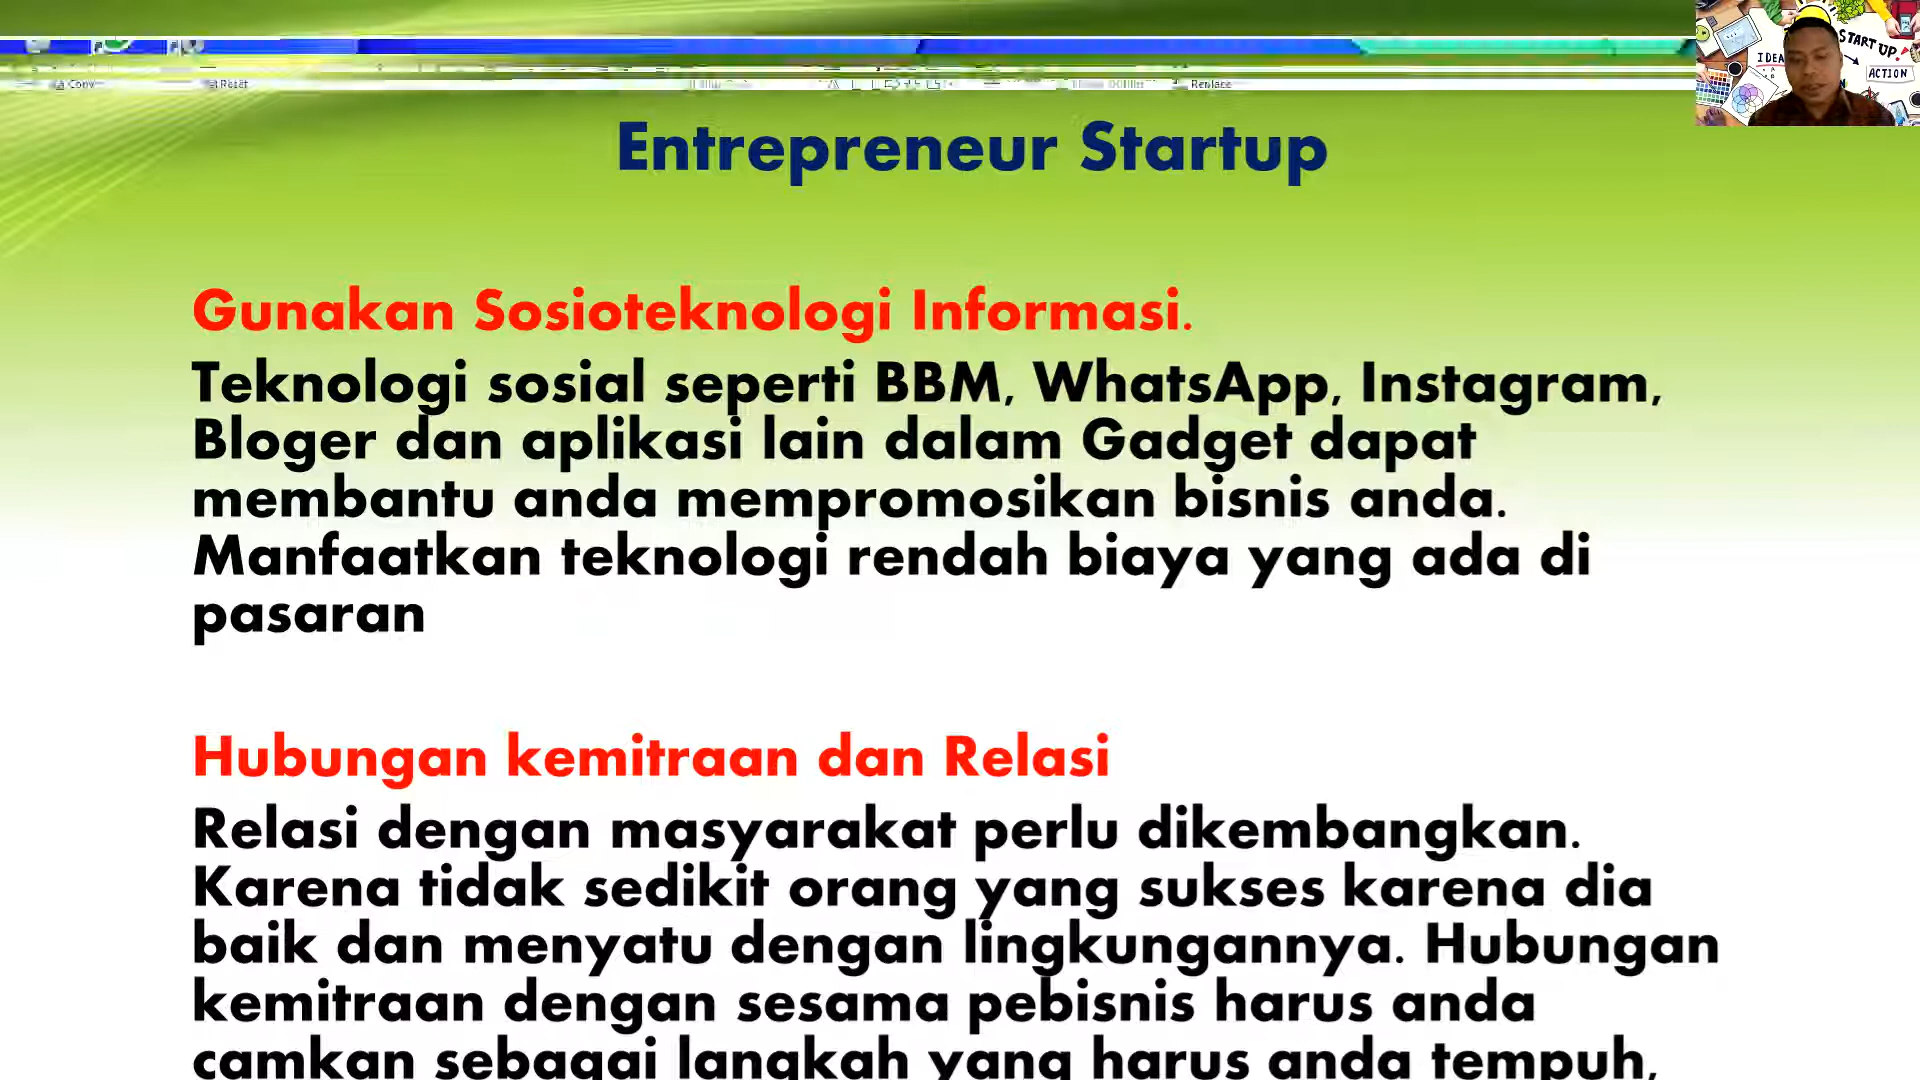 START UP!
IDEA
ACTION
Reset
Replace
Entrepreneur Startup
Gunakan Sosioteknologi Informasi.
Teknologi sosial seperti BBM, WhatsApp, Instagram,
Bloger dan aplikasi lain dalam Gadget dapat
membantu anda mempromosikan bisnis anda.
Manfaatkan teknologi rendah biaya yang ada di
pasaran
Hubungan kemitraan dan Relasi
Relasi dengan masyarakat perlu dikembangkan.
Karena tidak sedikit orang yang sukses karena dia
baik dan menyatu dengan lingkungannya. Hubungan
kemitraan dengan sesama pebisnis harus anda
camkan sebagai langkah yang harus anda tempuh,